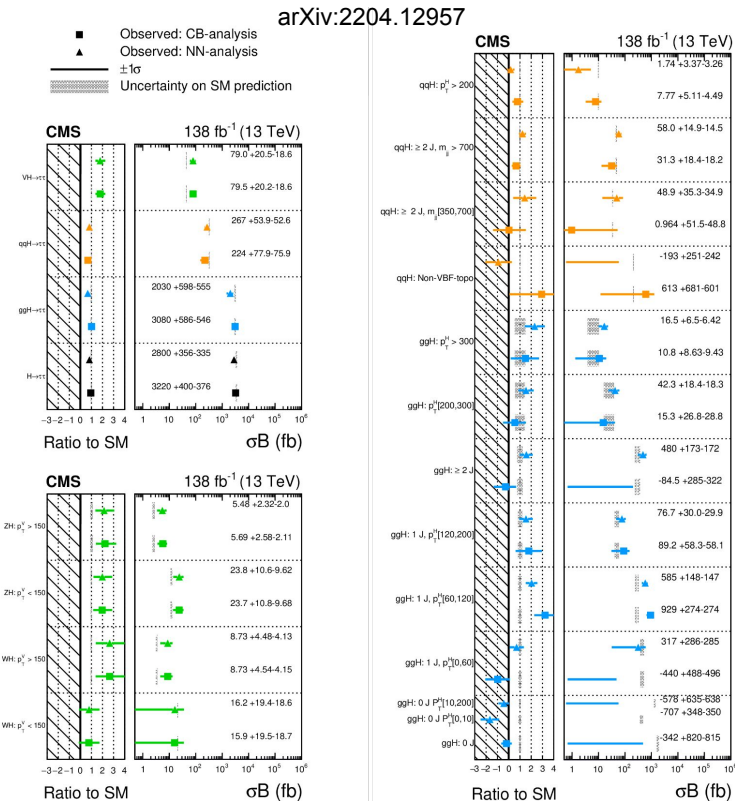 arXiv:2204.12957
Observed: CB-analysis
Observed: NN-analysis
±1σ
Uncertainty on SM prediction
CMS 138 fb⁻¹ (13 TeV)
VH→ττ
79.0 +20.5-18.6
79.5 +20.2-18.6
qqH→ττ
267 +53.9-52.6
224 +77.9-75.9
ggH→ττ
2030 +598-555
3080 +586-546
H→ττ
2800 +356-335
3220 +400-376
−3−2−1 0 1 2 3 4
1 10 10² 10³ 10⁴ 10⁵ 10⁶
Ratio to SM σB (fb)
CMS 138 fb⁻¹ (13 TeV)
ZH: p_T^V > 150
5.48 +2.32-2.0
5.69 +2.58-2.11
ZH: p_T^V < 150
23.8 +10.6-9.62
23.7 +10.8-9.68
WH: p_T^V > 150
8.73 +4.48-4.13
8.73 +4.54-4.15
WH: p_T^V < 150
16.2 +19.4-18.6
15.9 +19.5-18.7
−3−2−1 0 1 2 3 4
1 10 10² 10³ 10⁴ 10⁵ 10⁶
Ratio to SM σB (fb)
CMS 138 fb⁻¹ (13 TeV)
qqH: p_T^H > 200
1.74 +3.37-3.26
7.77 +5.11-4.49
qqH: ≥ 2 J, m_jj > 700
58.0 +14.9-14.5
31.3 +18.4-18.2
qqH: ≥ 2 J, m_jj[350,700]
48.9 +35.3-34.9
0.964 +51.5-48.8
qqH: Non-VBF-topo
-193 +251-242
613 +681-601
ggH: p_T^H > 300
16.5 +6.5-6.42
10.8 +8.63-9.43
ggH: p_T^H[200,300]
42.3 +18.4-18.3
15.3 +26.8-28.8
ggH: ≥ 2 J
480 +173-172
-84.5 +285-322
ggH: 1 J, p_T^H[120,200]
76.7 +30.0-29.9
89.2 +58.3-58.1
ggH: 1 J, p_T^H[60,120]
585 +148-147
929 +274-274
ggH: 1 J, p_T^H[0,60]
317 +286-285
-440 +488-496
ggH: 0 J P_T^H[10,200]
-578 +635-638
ggH: 0 J P_T^H[0,10]
-707 +348-350
ggH: 0 J
-342 +820-815
−3−2−1 0 1 2 3 4
1 10 10² 10³ 10⁴ 10⁵ 10⁶
Ratio to SM σB (fb)